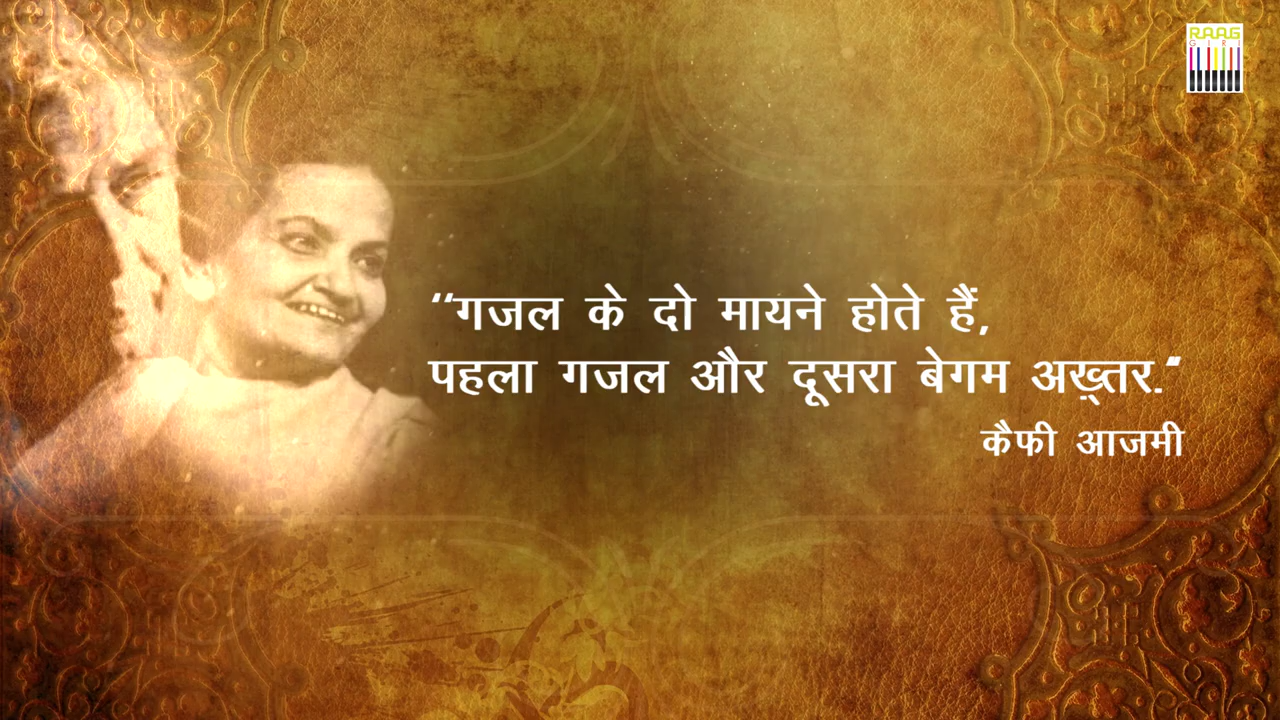 RAAG
GIRI
‘‘गजल के दो मायने होते हैं,
पहला गजल और दूसरा बेगम अख़्तर.‘‘
कैफी आजमी